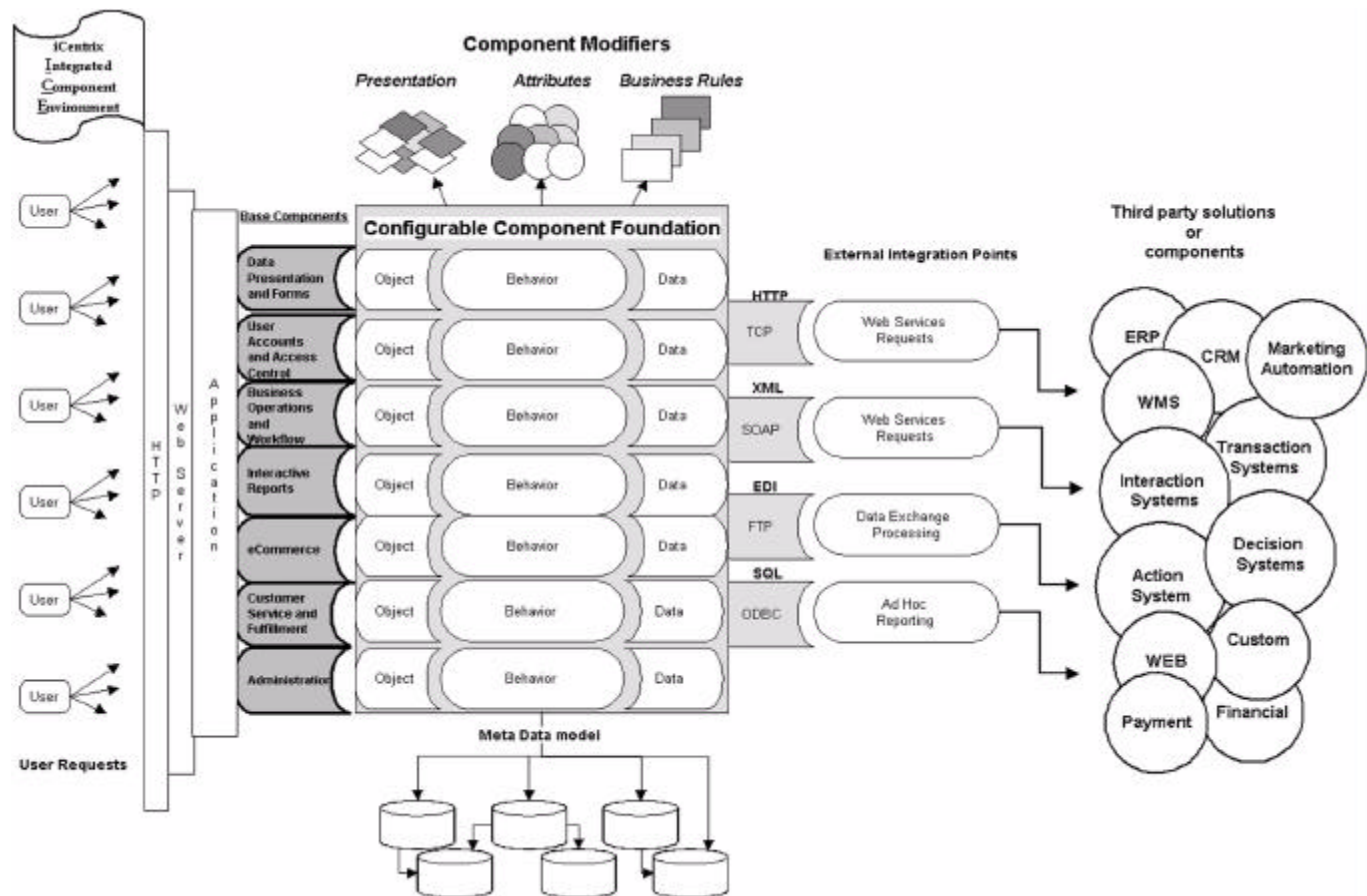 iCentrix
Integrated
Component
Environment
Component Modifiers
Presentation
Attributes
Business Rules
User
User
User
User
User
User
User Requests
HTTP
Web Server
Application
Base Components
Data
Presentation
and Forms
User
Accounts
and Access
Control
Business
Operations
and
Workflow
Interactive
Reports
eCommerce
Customer
Service and
Fulfillment
Administration
Configurable Component Foundation
Object Behavior Data
Object Behavior Data
Object Behavior Data
Object Behavior Data
Object Behavior Data
Object Behavior Data
Object Behavior Data
Meta Data model
External Integration Points
HTTP
TCP
Web Services
Requests
XML
SOAP
Web Services
Requests
EDI
FTP
Data Exchange
Processing
SQL
ODBC
Ad Hoc
Reporting
Third party solutions
or
components
ERP
CRM
Marketing
Automation
WMS
Transaction
Systems
Interaction
Systems
Decision
Systems
Action
System
Custom
WEB
Financial
Payment